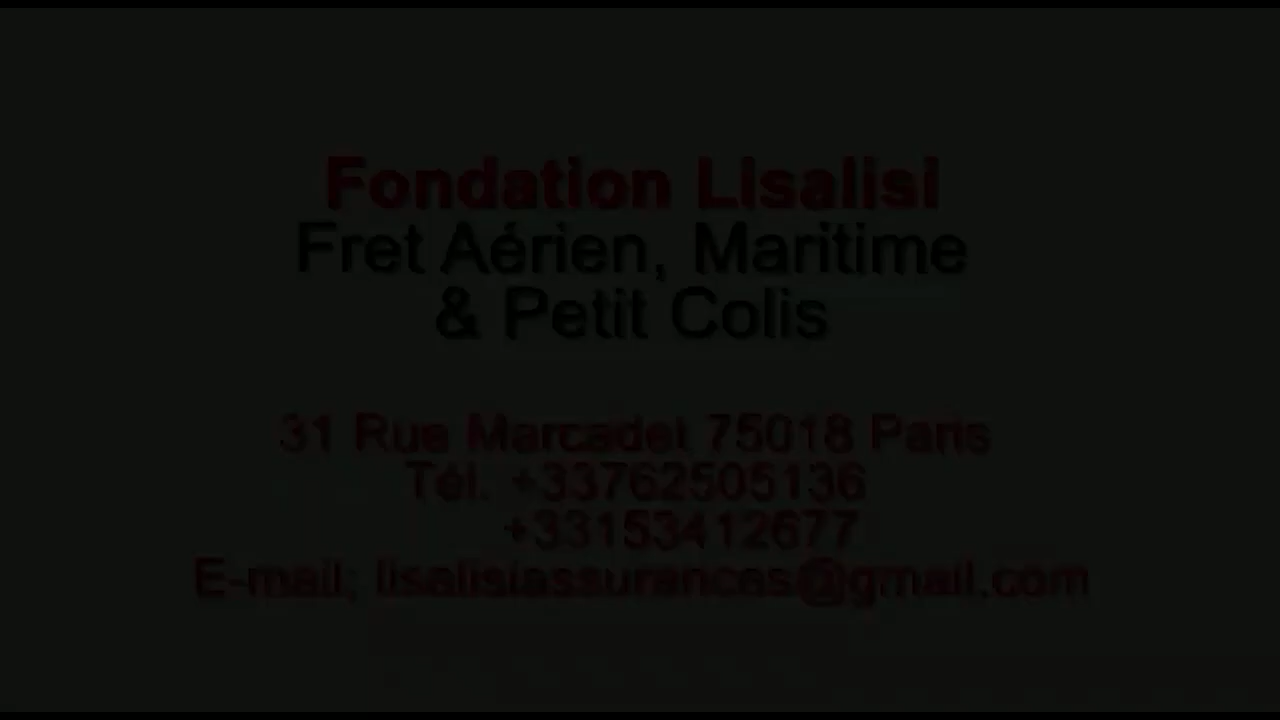 Fondation Lisalisi
Fret Aérien, Maritime
& Petit Colis
31 Rue Marcadet 75018 Paris
Tél. +33762505136
+33153412677
E-mail; lisalisiassurances@gmail.com